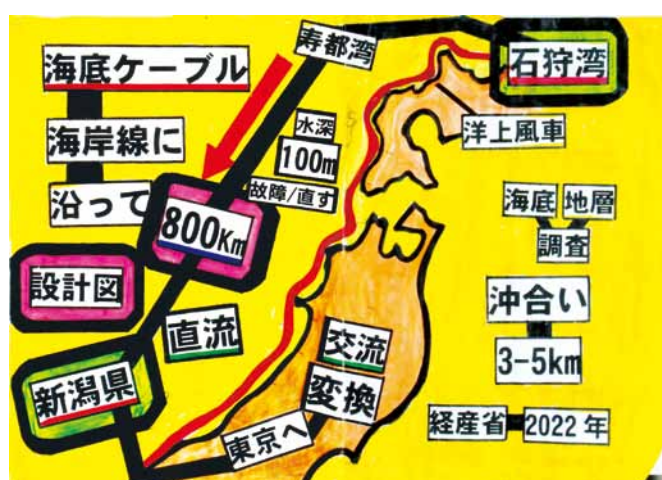 寿都湾
石狩湾
海底ケーブル
海岸線に
沿って
水深
100m
故障/直す
洋上風車
800Km
海底
地層
調査
設計図
沖合い
直流
交流
3-5km
新潟県
変換
東京へ
経産省
2022年